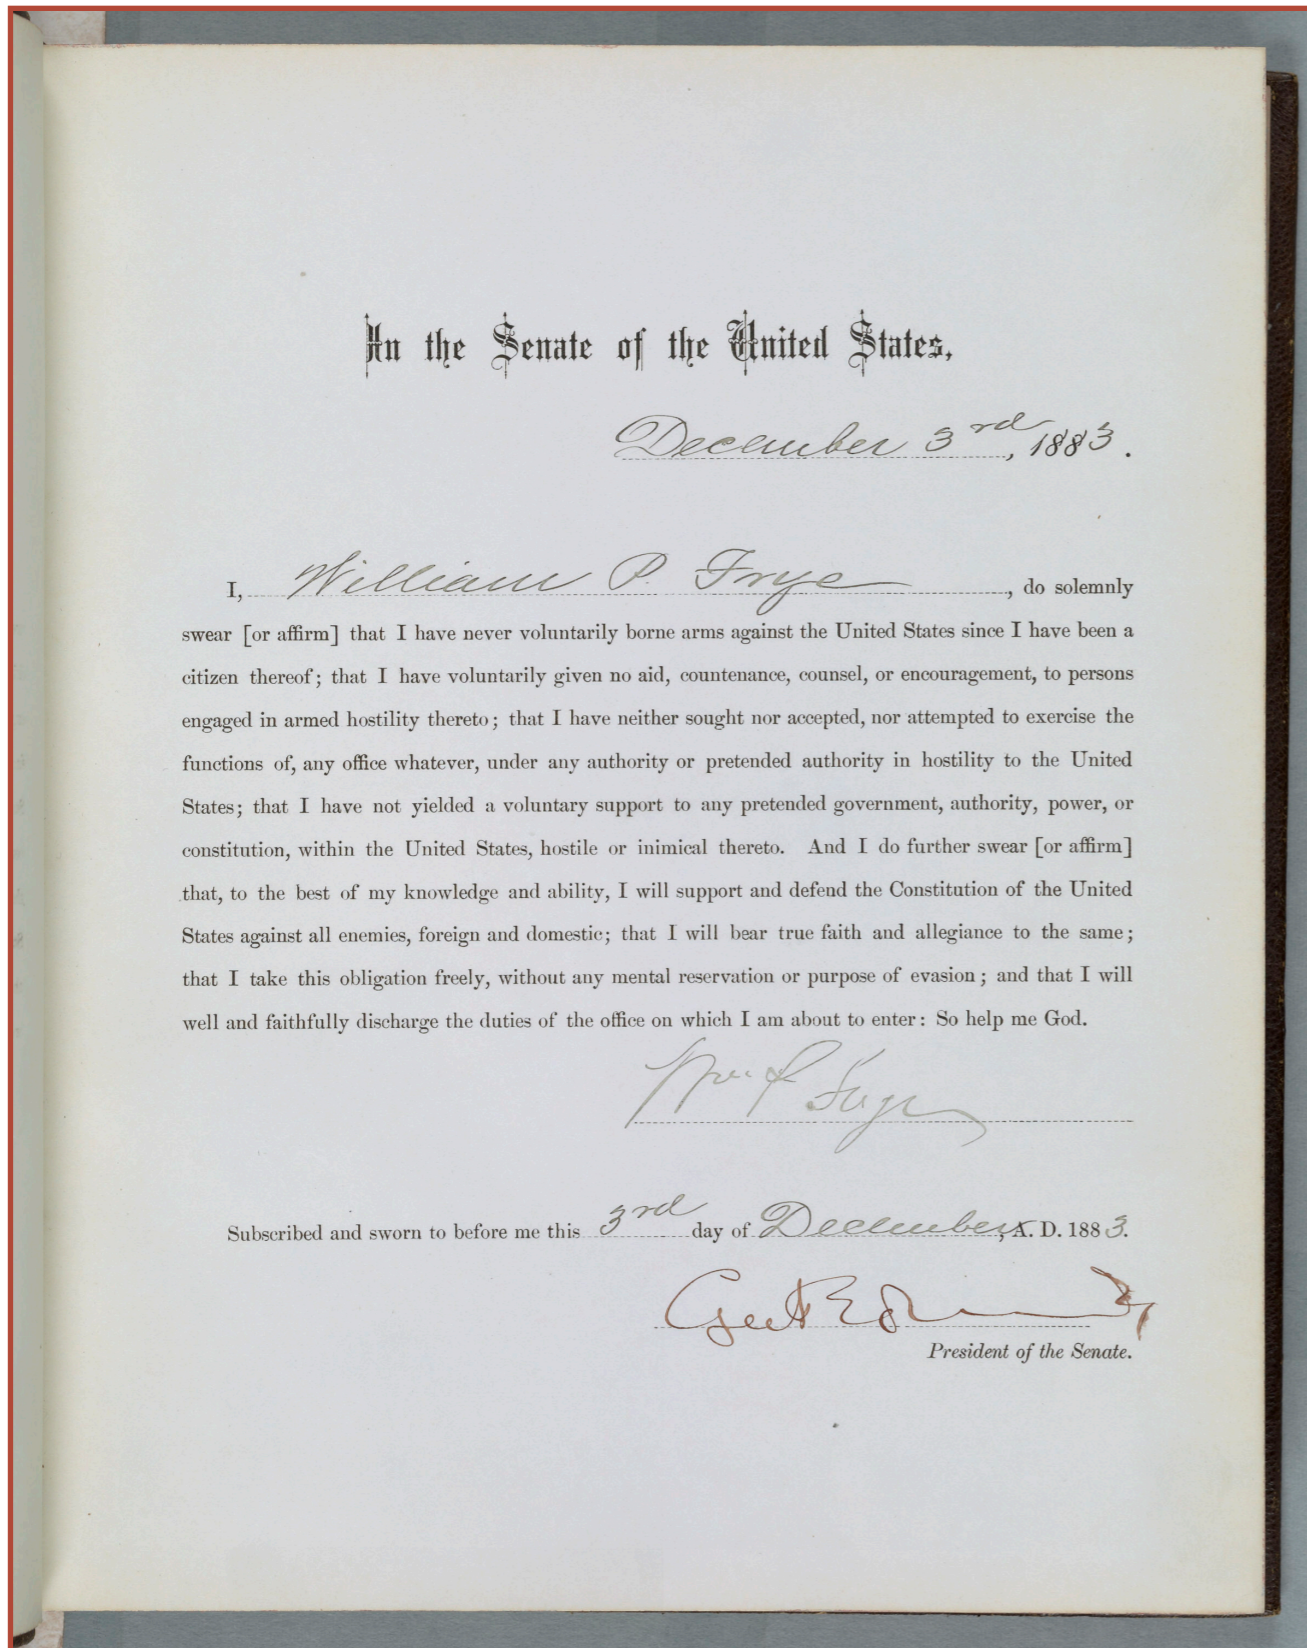 In the Senate of the United States,
December 3rd, 1883.
I, William P. Frye, do solemnly
swear [or affirm] that I have never voluntarily borne arms against the United States since I have been a
citizen thereof; that I have voluntarily given no aid, countenance, counsel, or encouragement, to persons
engaged in armed hostility thereto; that I have neither sought nor accepted, nor attempted to exercise the
functions of, any office whatever, under any authority or pretended authority in hostility to the United
States; that I have not yielded a voluntary support to any pretended government, authority, power, or
constitution, within the United States, hostile or inimical thereto. And I do further swear [or affirm]
that, to the best of my knowledge and ability, I will support and defend the Constitution of the United
States against all enemies, foreign and domestic; that I will bear true faith and allegiance to the same;
that I take this obligation freely, without any mental reservation or purpose of evasion; and that I will
well and faithfully discharge the duties of the office on which I am about to enter: So help me God.
Wm P Frye
Subscribed and sworn to before me this 3rd day of December, A. D. 1883.
Geo F Edmunds
President of the Senate.